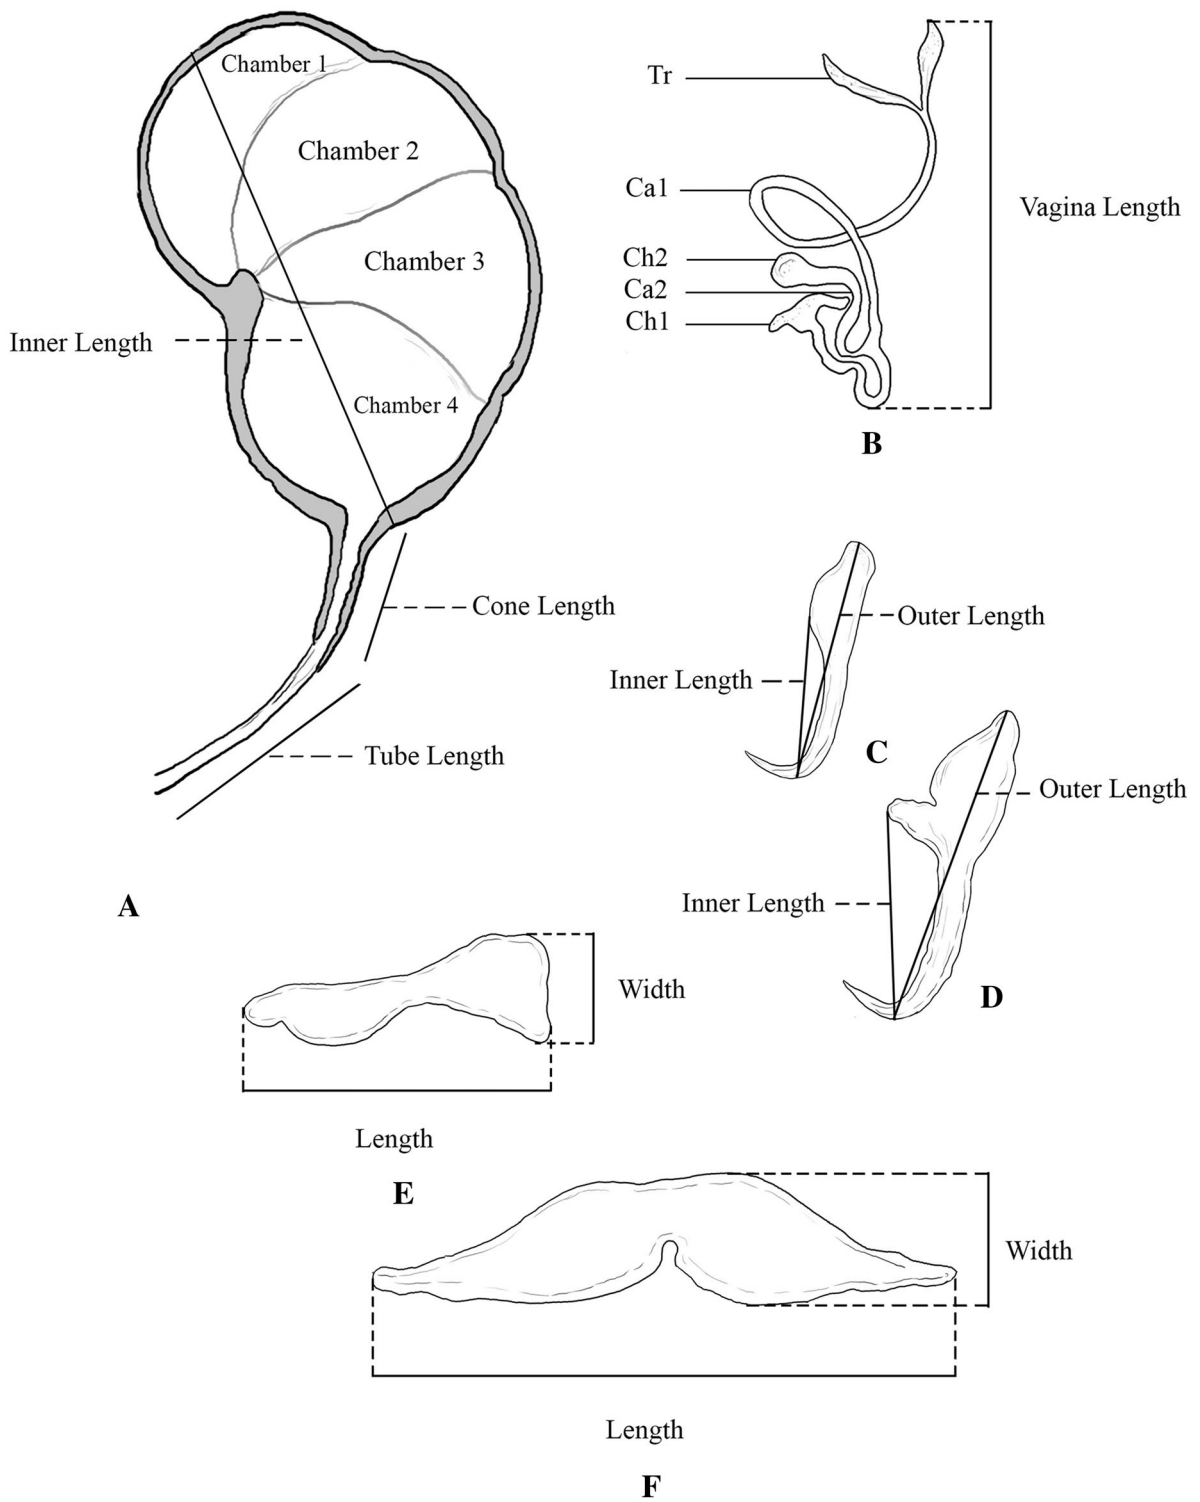 Chamber 1
Chamber 2
Chamber 3
Inner Length
Chamber 4
Cone Length
Tube Length
A
Tr
Ca1
Vagina Length
Ch2
Ca2
Ch1
B
Outer Length
Inner Length
C
Outer Length
Inner Length
D
Width
Length
E
Width
Length
F